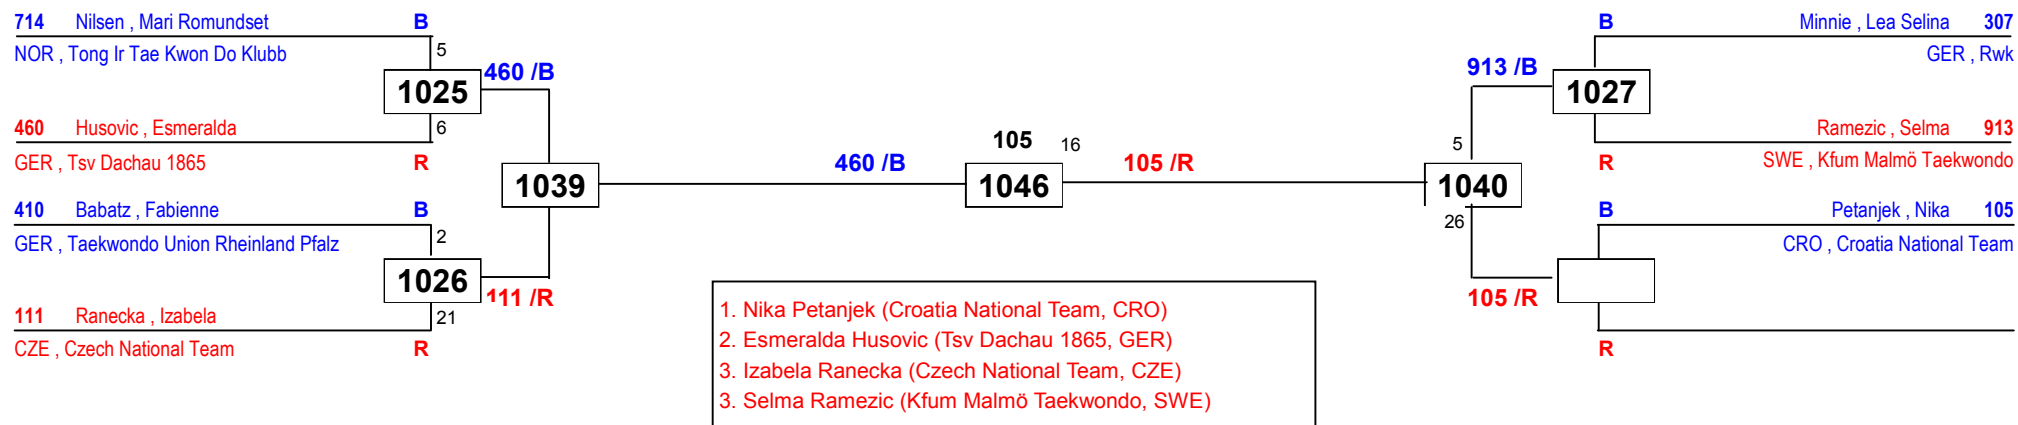 714 Nilsen , Mari Romundset B
NOR , Tong Ir Tae Kwon Do Klubb
5
1025
460 /B
6
460 Husovic , Esmeralda
GER , Tsv Dachau 1865 R
1039
410 Babatz , Fabienne B
GER , Taekwondo Union Rheinland Pfalz
2
1026
111 /R
21
111 Ranecka , Izabela
CZE , Czech National Team R
460 /B
105 16
1046
105 /R
B Minnie , Lea Selina 307
GER , Rwk
913 /B
1027
Ramezic , Selma 913
R SWE , Kfum Malmö Taekwondo
5
1040
26
B Petanjek , Nika 105
CRO , Croatia National Team
105 /R
R
1. Nika Petanjek (Croatia National Team, CRO)
2. Esmeralda Husovic (Tsv Dachau 1865, GER)
3. Izabela Ranecka (Czech National Team, CZE)
3. Selma Ramezic (Kfum Malmö Taekwondo, SWE)